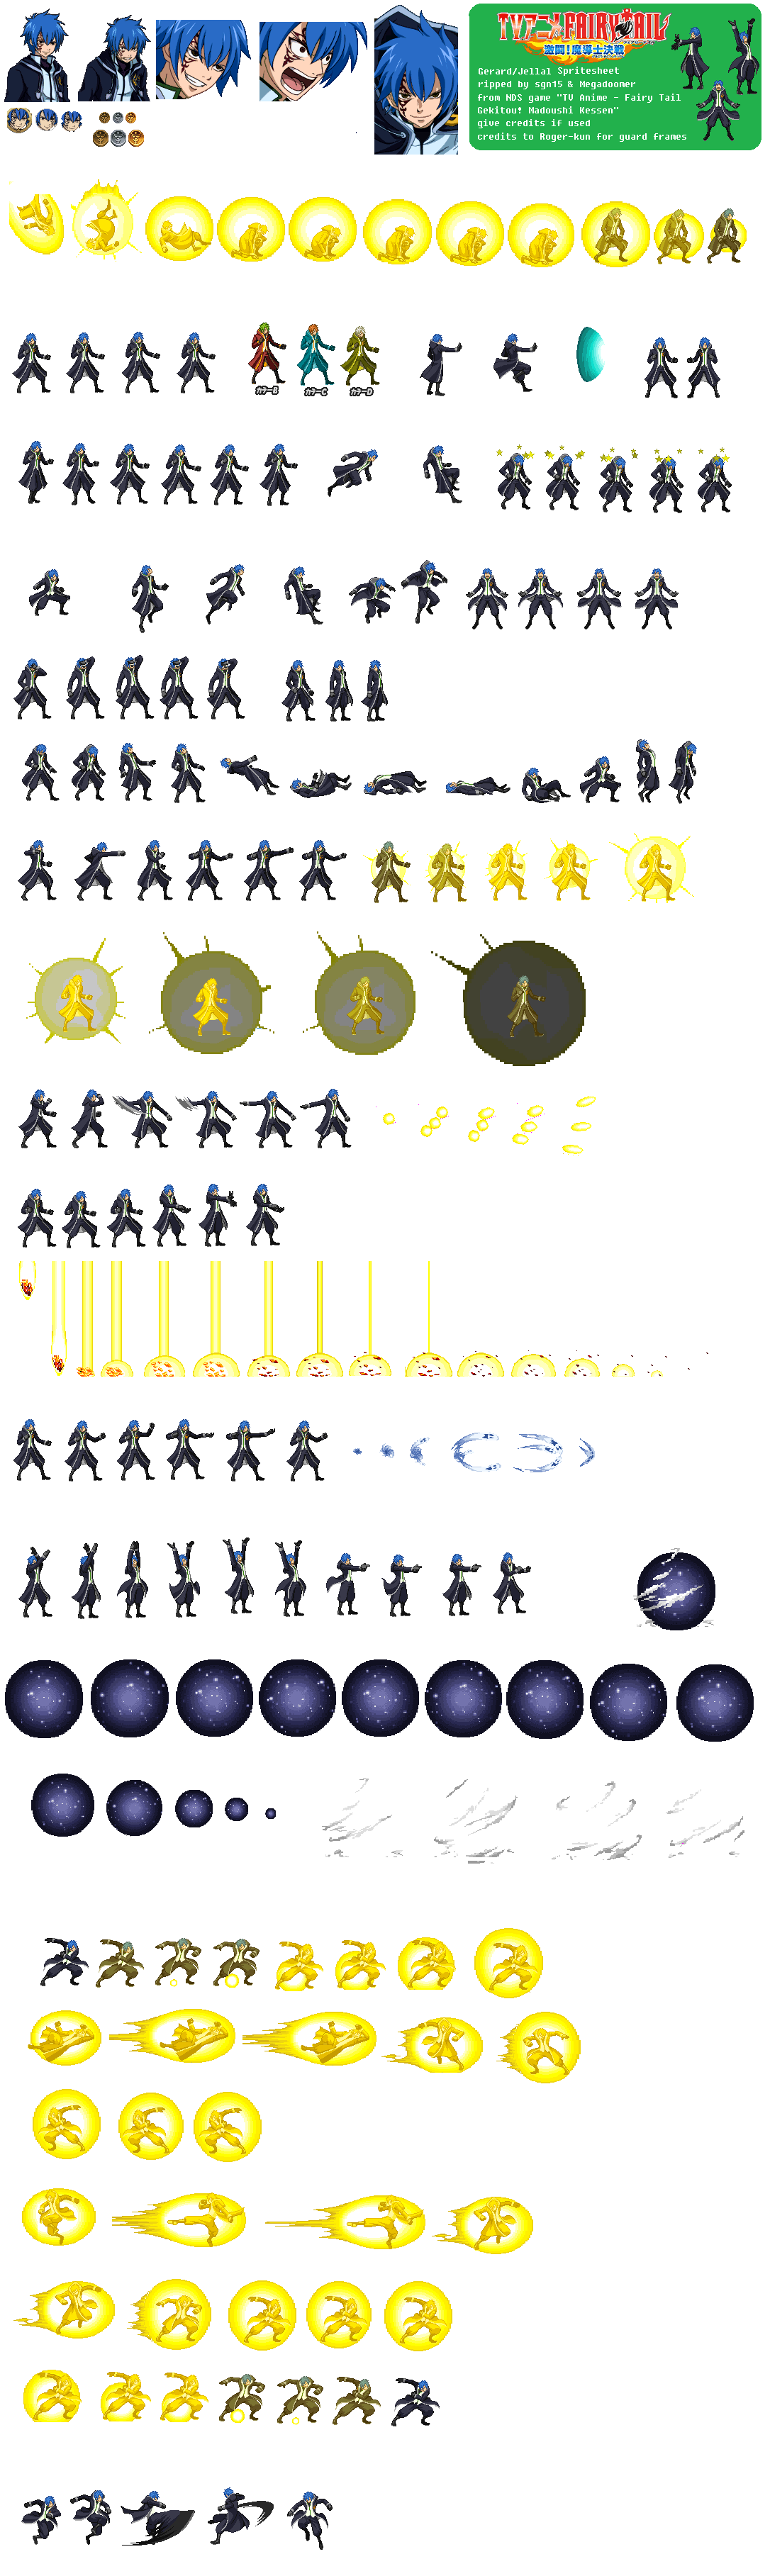 TVアニメ FAIRY TAIL
激闘!魔導士決戦
Gerard/Jellal Spritesheet
ripped by sgn15 & Megadoomer
from NDS game "TV Anime - Fairy Tail
Gekitou! Madoushi Kessen"
give credits if used
credits to Roger-kun for guard frames
カラーB カラーC カラーD